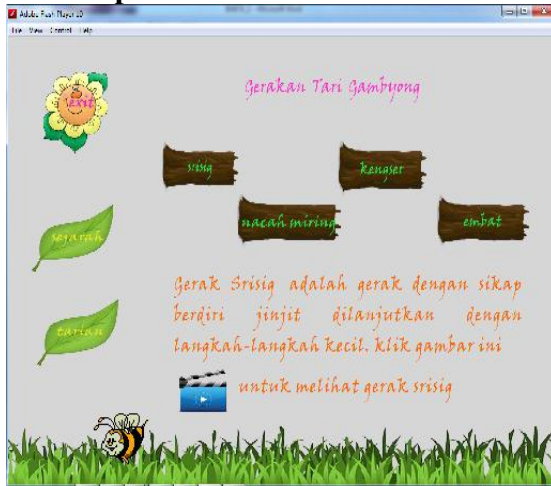 Adobe Flash Player 10
File View Control Help
exit
Gerakan Tari Gambyong
srisig
kengser
nacah miring
embat
sejarah
tarian
Gerak Srisig adalah gerak dengan sikap
berdiri jinjit dilanjutkan dengan
langkah-langkah kecil. klik gambar ini
untuk melihat gerak srisig